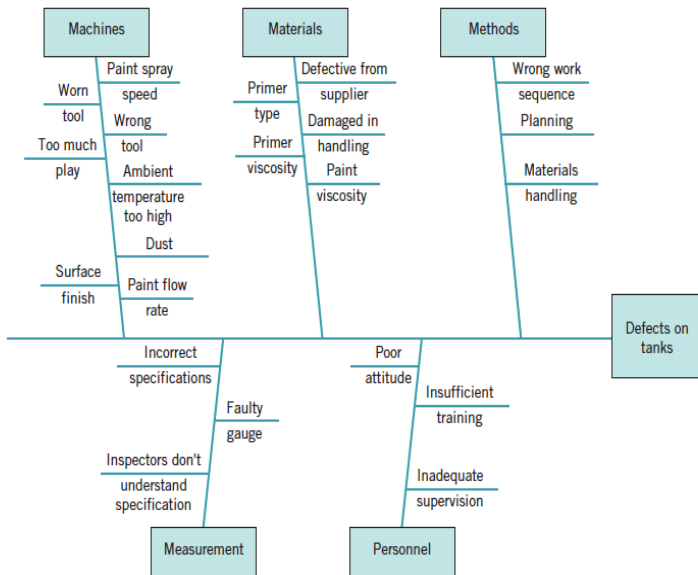 Machines
Materials
Methods
Paint spray
speed
Worn
tool
Wrong
tool
Too much
play
Ambient
temperature
too high
Dust
Surface
finish
Paint flow
rate
Defective from
supplier
Primer
type
Damaged in
handling
Primer
viscosity
Paint
viscosity
Wrong work
sequence
Planning
Materials
handling
Defects on
tanks
Incorrect
specifications
Faulty
gauge
Inspectors don't
understand
specification
Poor
attitude
Insufficient
training
Inadequate
supervision
Measurement
Personnel